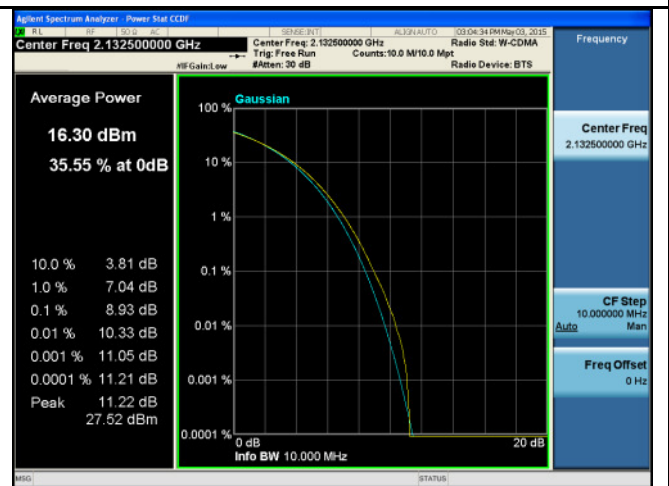 Agilent Spectrum Analyzer - Power Stat CCDF
RL RF 50 Ω AC SENSE:INT ALIGN AUTO 03:04:34 PM May 03, 2015
Center Freq 2.132500000 GHz
Center Freq: 2.132500000 GHz Radio Std: W-CDMA
Trig: Free Run Counts:10.0 M/10.0 Mpt
#IFGain:Low #Atten: 30 dB Radio Device: BTS
Frequency
Average Power
16.30 dBm
35.55 % at 0dB
10.0 % 3.81 dB
1.0 % 7.04 dB
0.1 % 8.93 dB
0.01 % 10.33 dB
0.001 % 11.05 dB
0.0001 % 11.21 dB
Peak 11.22 dB
27.52 dBm
Gaussian
100 %
10 %
1 %
0.1 %
0.01 %
0.001 %
0.0001 %
0 dB 20 dB
Info BW 10.000 MHz
Center Freq
2.132500000 GHz
CF Step
10.000000 MHz
Auto Man
Freq Offset
0 Hz
MSG STATUS